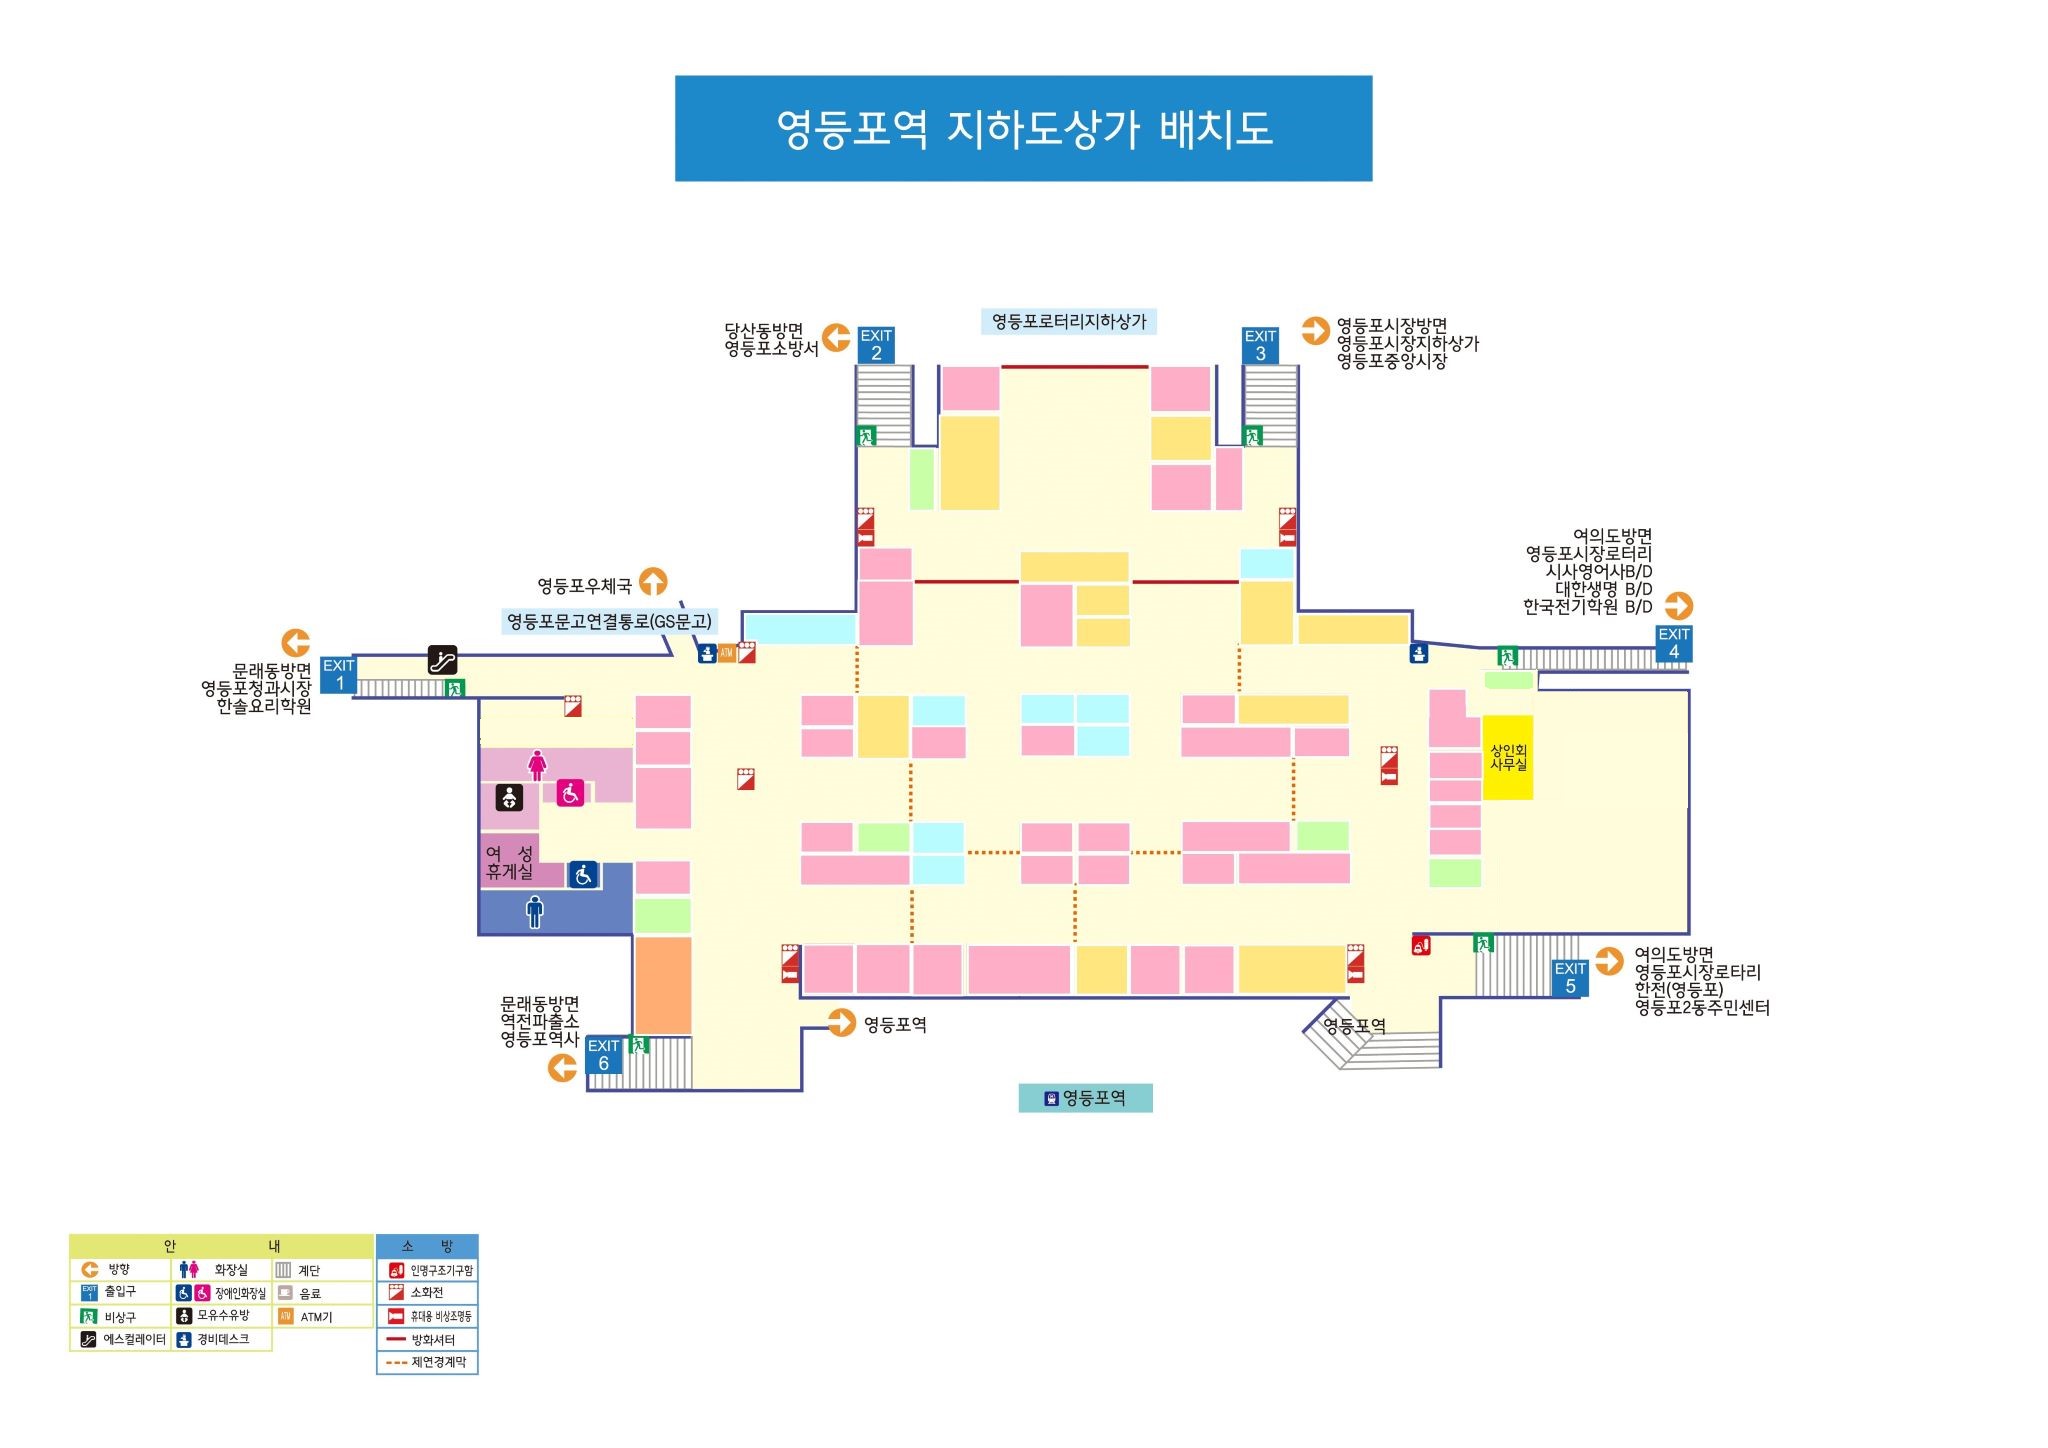 영등포역 지하도상가 배치도
영등포로터리지하상가
당산동방면
영등포소방서
EXIT
2
EXIT
3
영등포시장방면
영등포시장지하상가
영등포중앙시장
여의도방면
영등포시장로터리
시사영어사B/D
대한생명 B/D
한국전기학원 B/D
EXIT
4
영등포우체국
영등포문고연결통로(GS문고)
ATM
문래동방면
영등포청과시장
한솔요리학원
EXIT
1
상인회
사무실
여 성
휴게실
문래동방면
역전파출소
영등포역사
EXIT
6
영등포역
영등포역
EXIT
5
여의도방면
영등포시장로타리
한전(영등포)
영등포2동주민센터
영등포역
안 내
방향
화장실
계단
EXIT
1
출입구
장애인화장실
음료
비상구
모유수유방
ATM
ATM기
에스컬레이터
경비데스크
소 방
인명구조기구함
소화전
휴대용 비상조명등
방화셔터
제연경계막